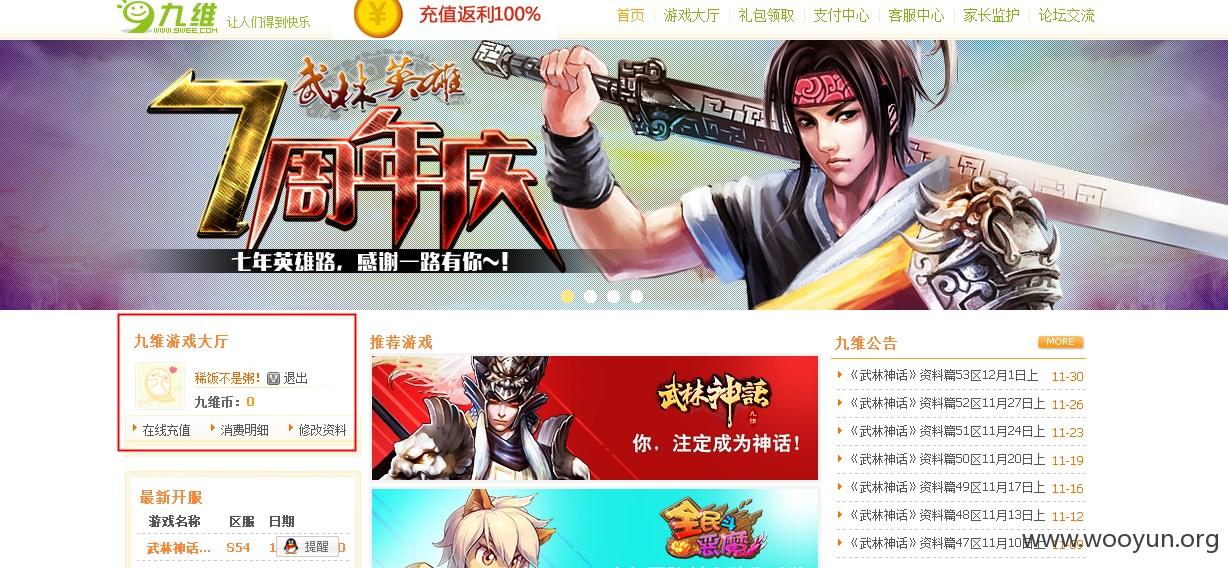 九维 让人们得到快乐
www.9wee.com
¥ 充值返利100%
首页 游戏大厅 礼包领取 支付中心 客服中心 家长监护 论坛交流
武林英雄
7周年庆
七年英雄路，感谢一路有你～！
九维游戏大厅
稀饭不是粥！ V 退出
九维币：0
在线充值 消费明细 修改资料
最新开服
游戏名称 区服 日期
武林神话... S54 1 提醒 0
推荐游戏
武林神話
九维
你，注定成为神话！
全民斗恶魔
九维公告 MORE
《武林神话》资料篇53区12月1日上 11-30
《武林神话》资料篇52区11月27日上 11-26
《武林神话》资料篇51区11月24日上 11-23
《武林神话》资料篇50区11月20日上 11-19
《武林神话》资料篇49区11月17日上 11-16
《武林神话》资料篇48区11月13日上 11-12
《武林神话》资料篇47区11月10日上
www.wooyun.org